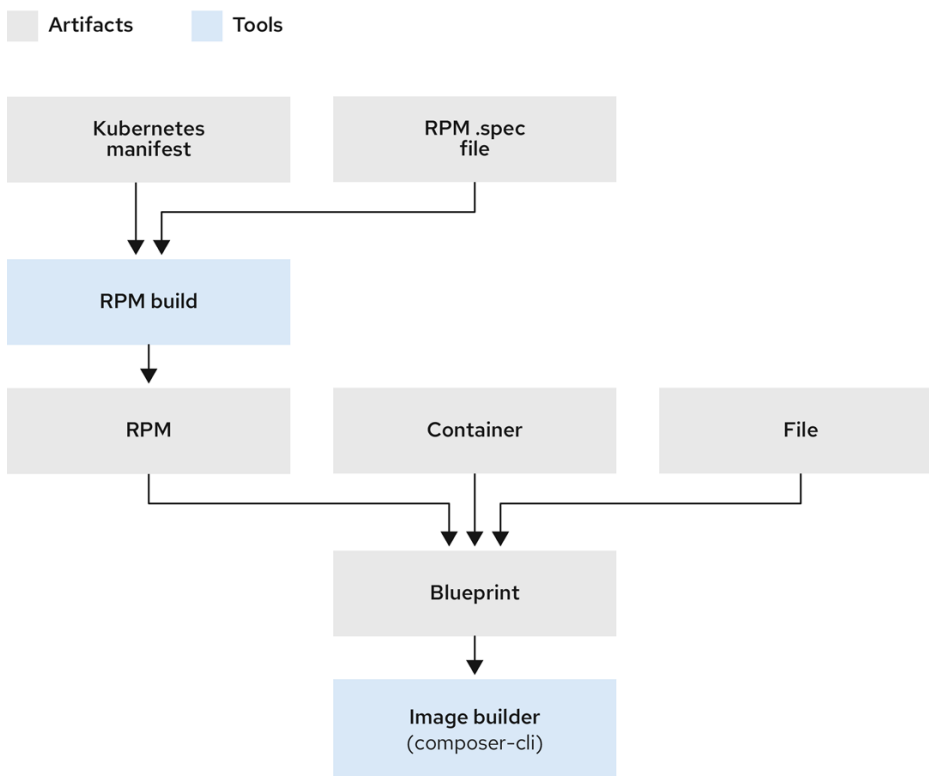 Artifacts
Tools
Kubernetes
manifest
RPM .spec
file
RPM build
RPM
Container
File
Blueprint
Image builder
(composer-cli)